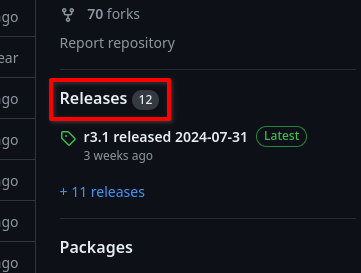 ago
70 forks
Report repository
ear
ago
Releases 12
ago
r3.1 released 2024-07-31 Latest
3 weeks ago
ago
+ 11 releases
ago
Packages
ago